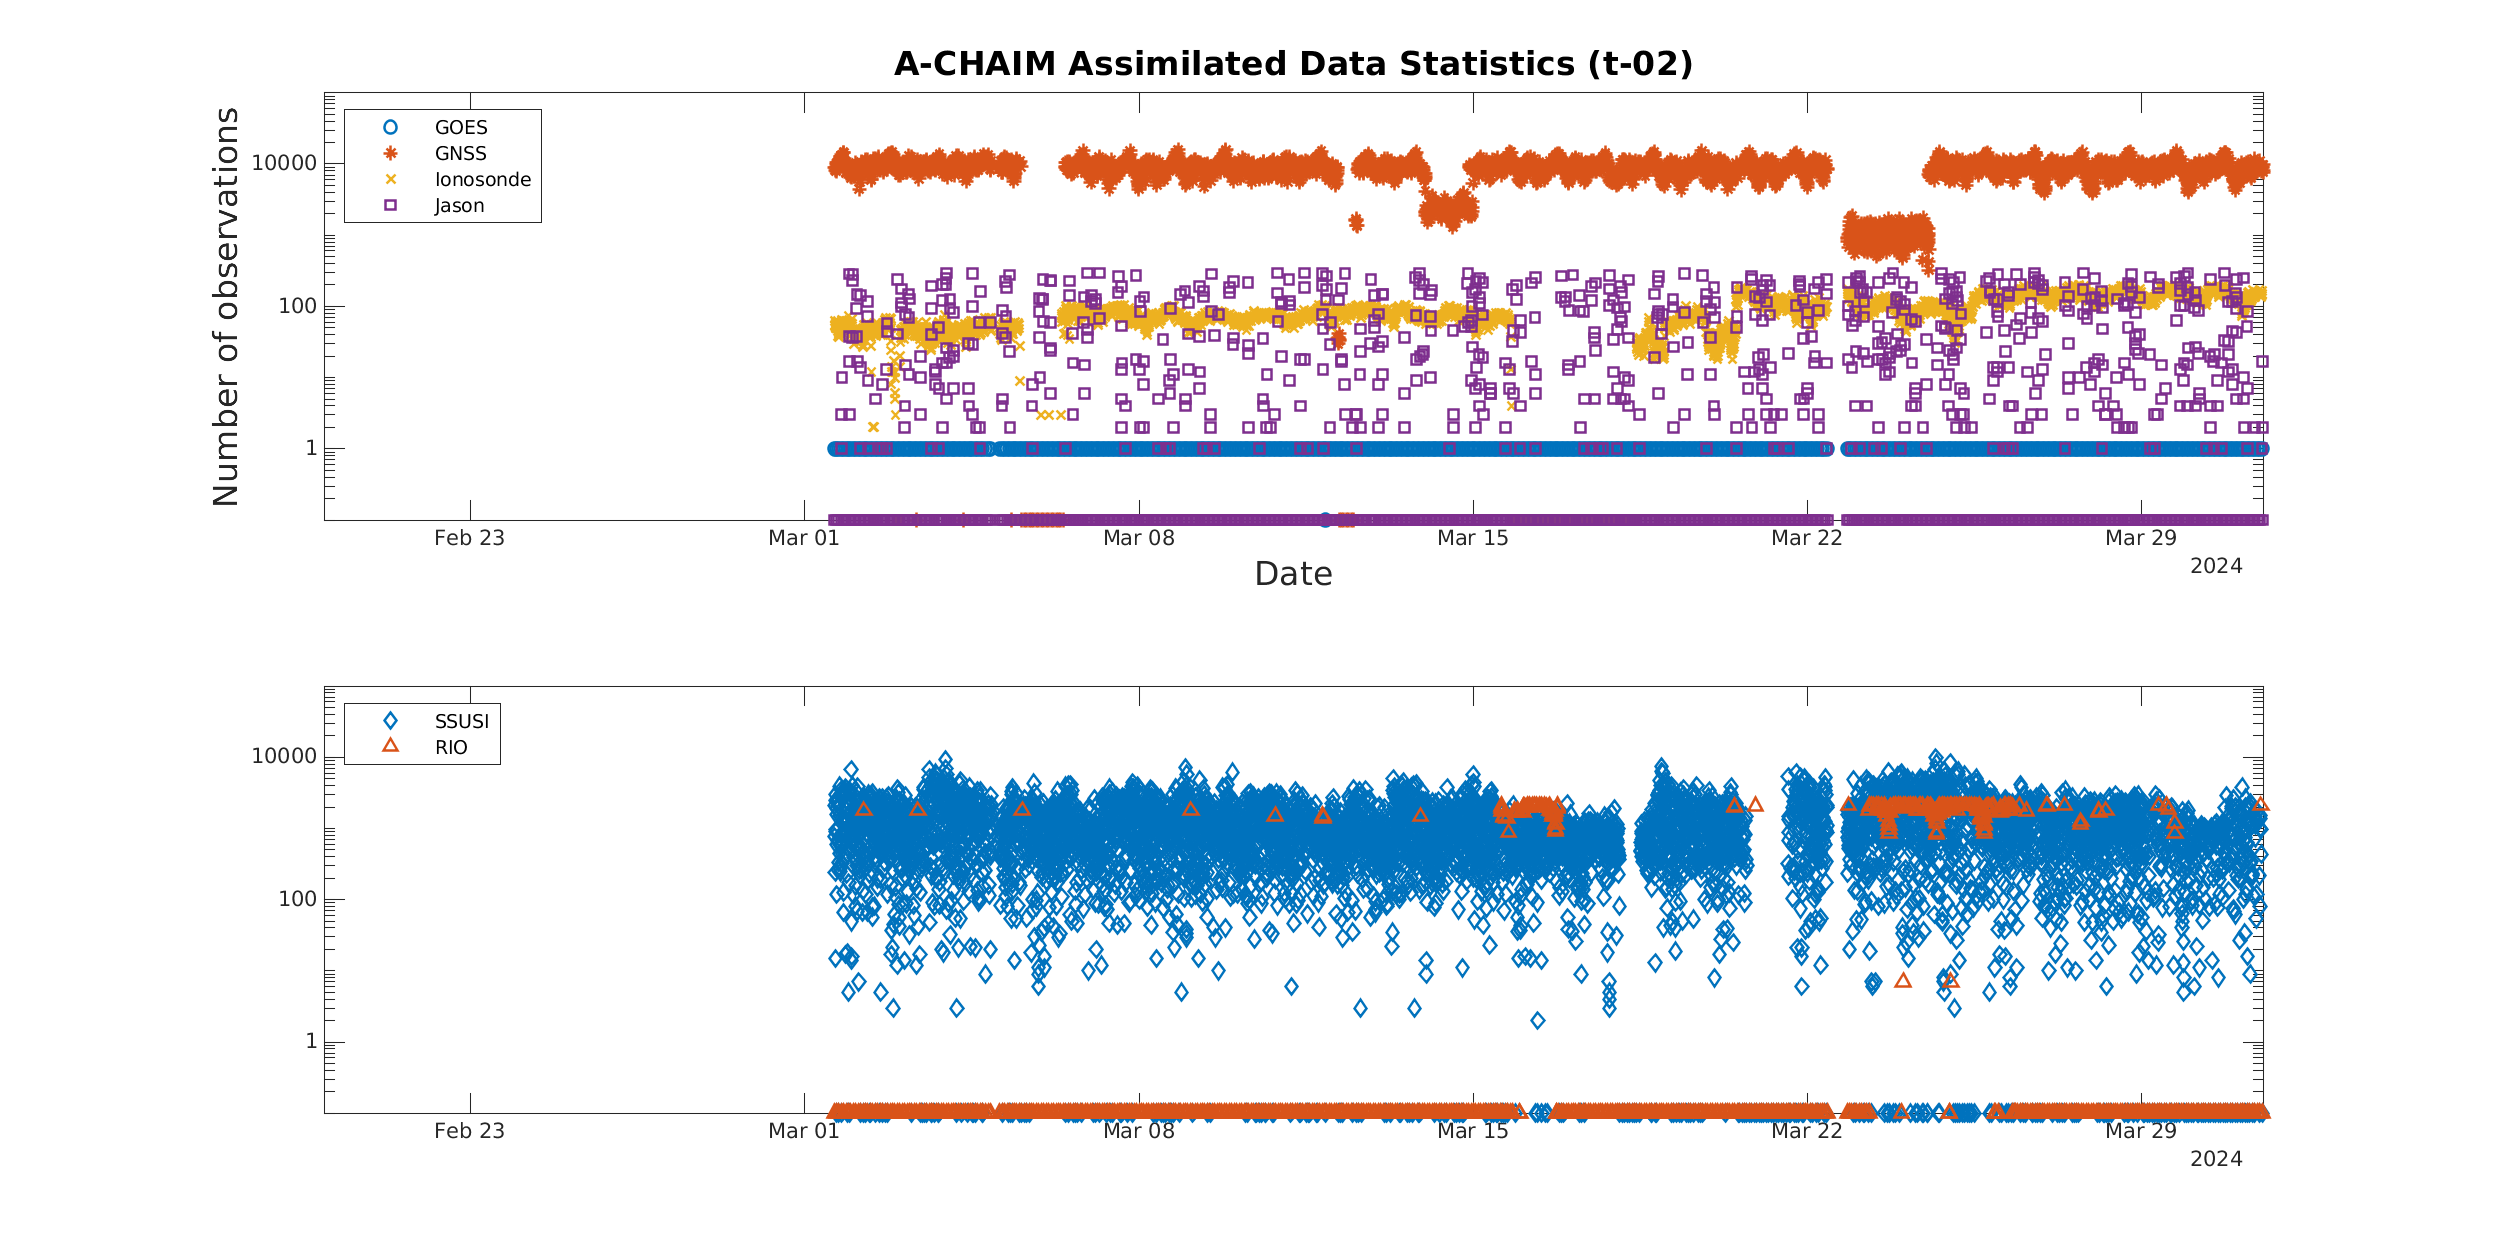 A-CHAIM Assimilated Data Statistics (t-02)
Number of observations
10000
100
1
GOES
GNSS
Ionosonde
Jason
Feb 23
Mar 01
Mar 08
Mar 15
Mar 22
Mar 29
2024
Date
10000
100
1
SSUSI
RIO
Feb 23
Mar 01
Mar 08
Mar 15
Mar 22
Mar 29
2024